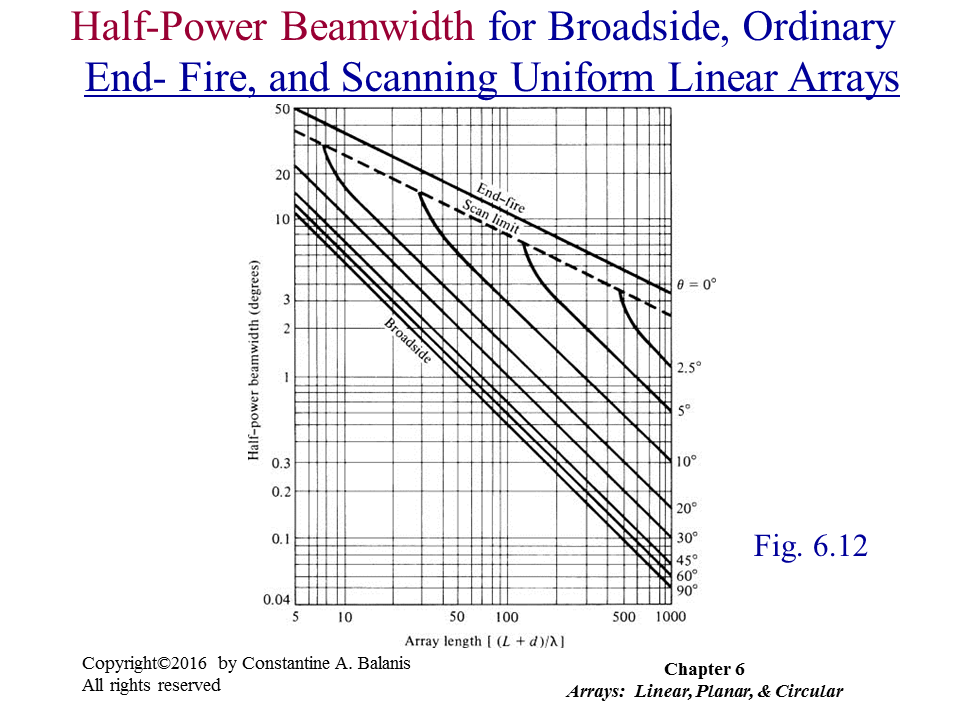 Half-Power Beamwidth for Broadside, Ordinary
End- Fire, and Scanning Uniform Linear Arrays
50
20
10
3
2
1
0.3
0.2
0.1
0.04
Half-power beamwidth (degrees)
End-fire
Scan limit
Broadside
θ = 0°
2.5°
5°
10°
20°
30°
45°
60°
90°
5 10 50 100 500 1000
Array length [ (L + d)/λ]
Fig. 6.12
Copyright©2016 by Constantine A. Balanis
All rights reserved
Chapter 6
Arrays: Linear, Planar, & Circular